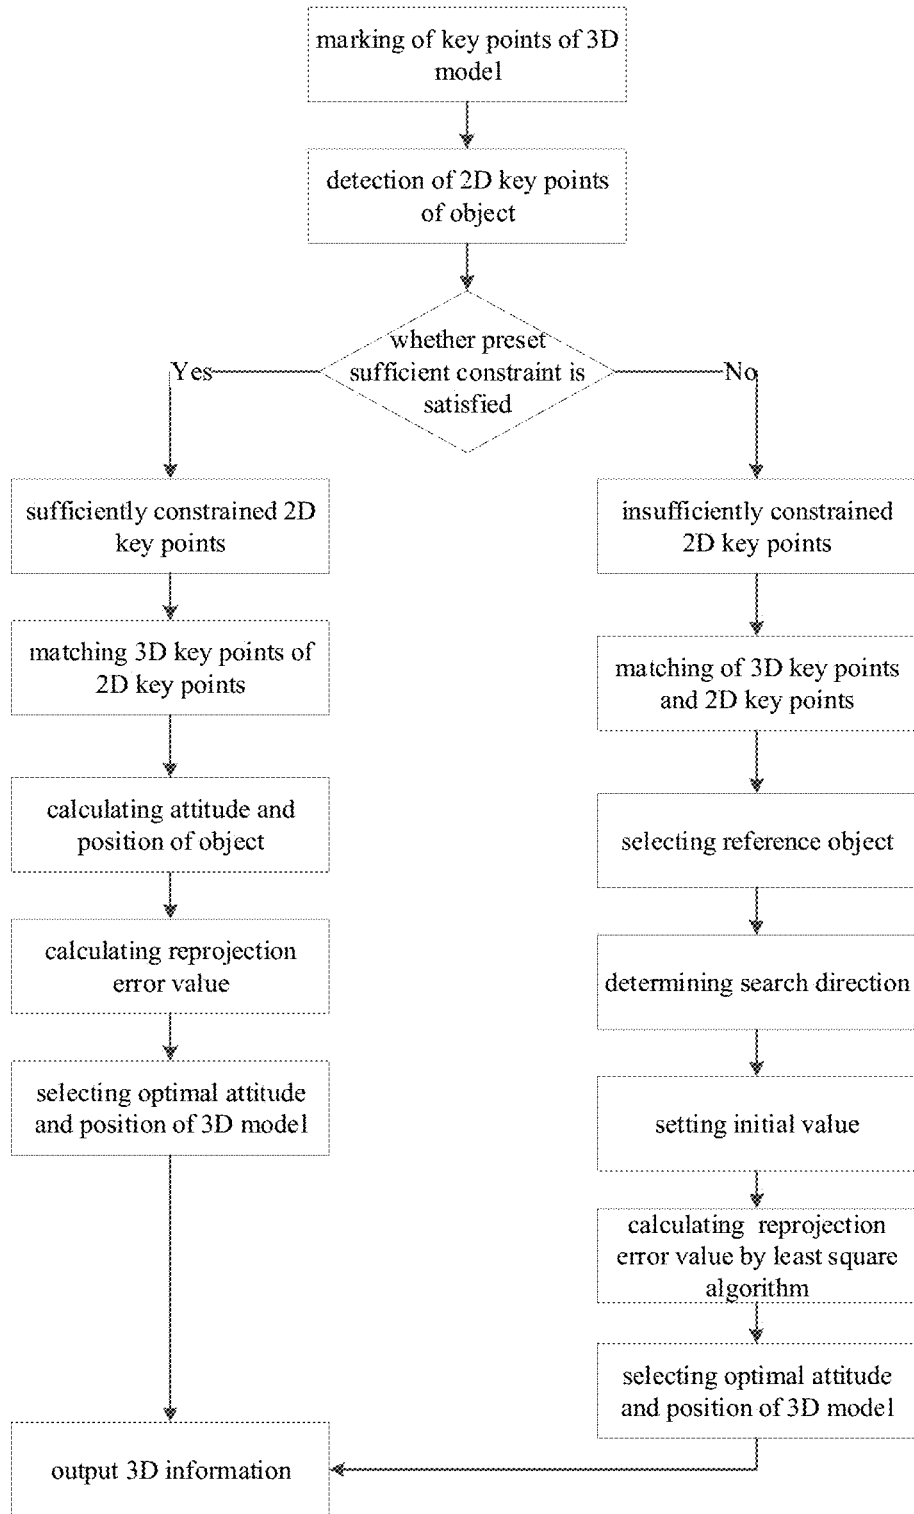 marking of key points of 3D
model
detection of 2D key points
of object
whether preset
sufficient constraint is
satisfied
Yes
No
sufficiently constrained 2D
key points
matching 3D key points of
2D key points
calculating attitude and
position of object
calculating reprojection
error value
selecting optimal attitude
and position of 3D model
insufficiently constrained
2D key points
matching of 3D key points
and 2D key points
selecting reference object
determining search direction
setting initial value
calculating reprojection
error value by least square
algorithm
selecting optimal attitude
and position of 3D model
output 3D information